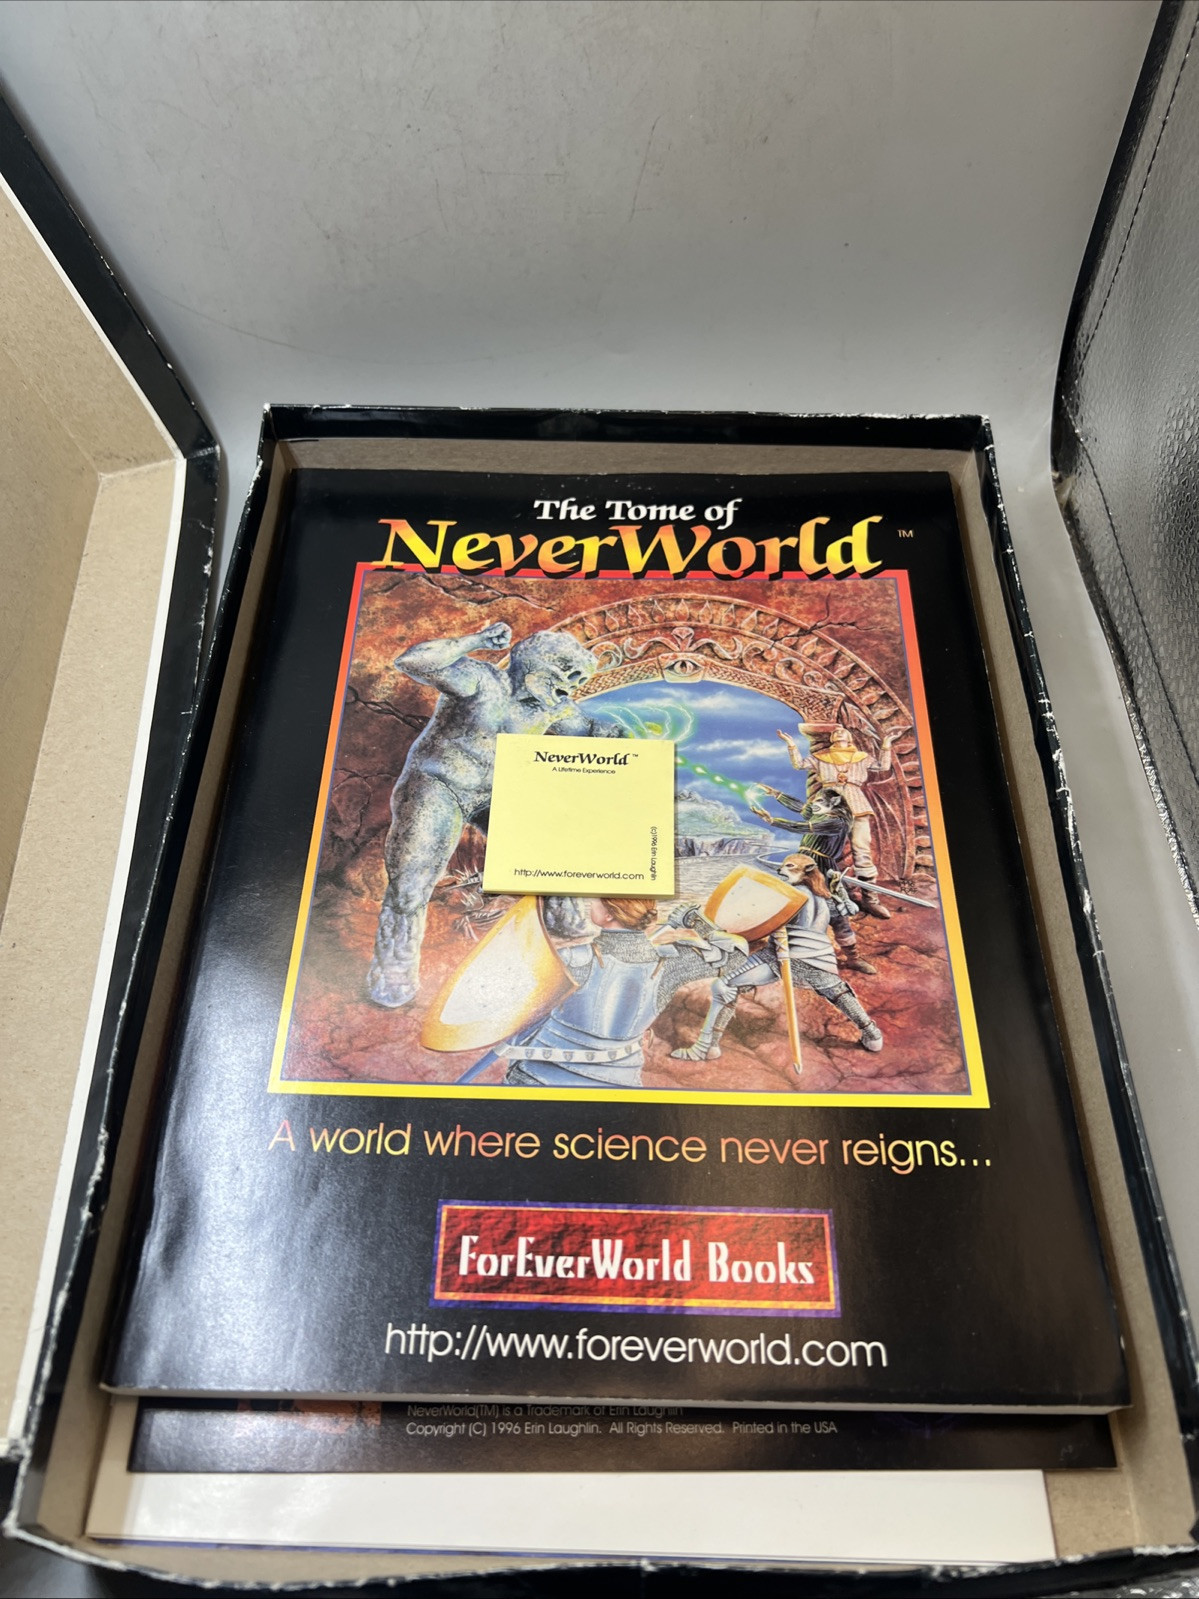 The Tome of
NeverWorld ™
NeverWorld ™
A Lifetime Experience
(c)1996 Erin Laughlin
http://www.foreverworld.com
A world where science never reigns...
ForEverWorld Books
http://www.foreverworld.com
NeverWorld(TM) is a Trademark of Erin Laughlin
Copyright (C) 1996 Erin Laughlin. All Rights Reserved. Printed in the USA